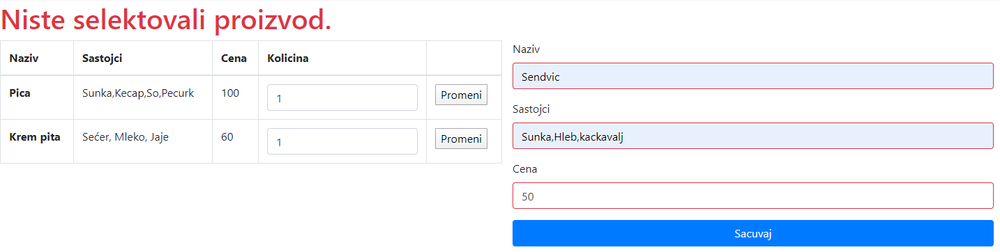 Niste selektovali proizvod.
Naziv Sastojci Cena Kolicina
Pica Sunka,Kecap,So,Pecurk 100 1 Promeni
Krem pita Sećer, Mleko, Jaje 60 1 Promeni
Naziv
Sendvic
Sastojci
Sunka,Hleb,kackavalj
Cena
50
Sacuvaj